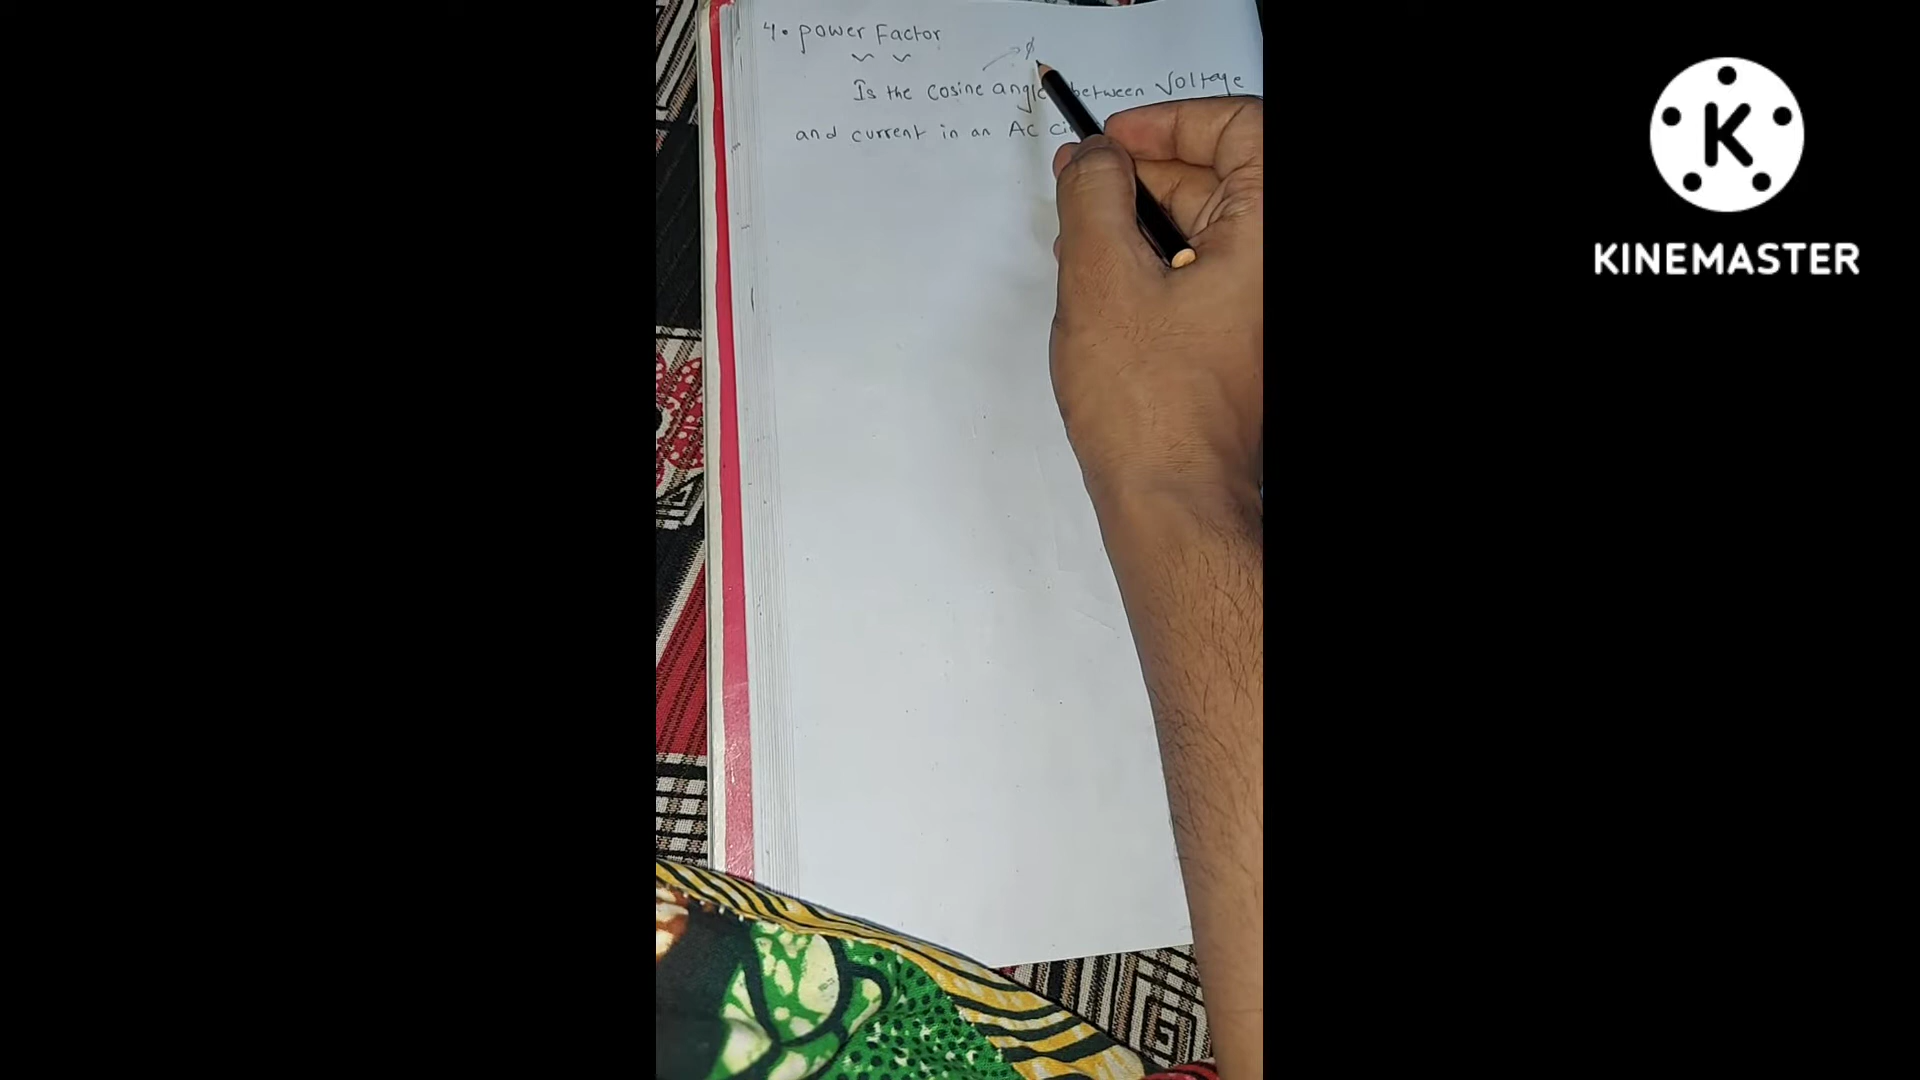 4. power Factor
φ
Is the cosine angle between Voltage
and current in an AC
K
KINEMASTER